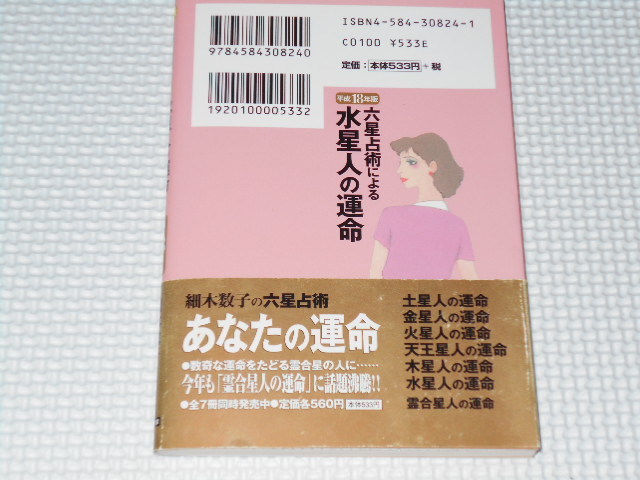 9784584308240
1920100005332
ISBN4-584-30824-1
C0100 ¥533E
定価：本体533円＋税
平成18年版
六星占術による
水星人の運命
細木数子の六星占術
あなたの運命
●数奇な運命をたどる霊合星の人に……
今年も「霊合星人の運命」に話題沸騰!!
●全7冊同時発売中●定価各560円 本体533円
土星人の運命
金星人の運命
火星人の運命
天王星人の運命
木星人の運命
水星人の運命
霊合星人の運命